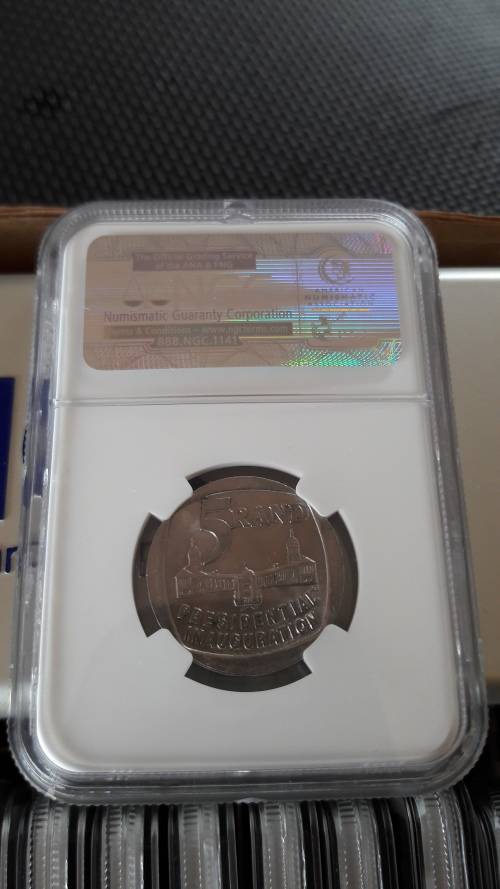 The Official Grading Service
of the ANA & PNG
NGC
AMERICAN
NUMISMATIC
Numismatic Guaranty Corporation
Terms & Conditions – www.ngcterms.com
888.NGC.1141
5 RAND
PRESIDENTIAL
INAUGURATION